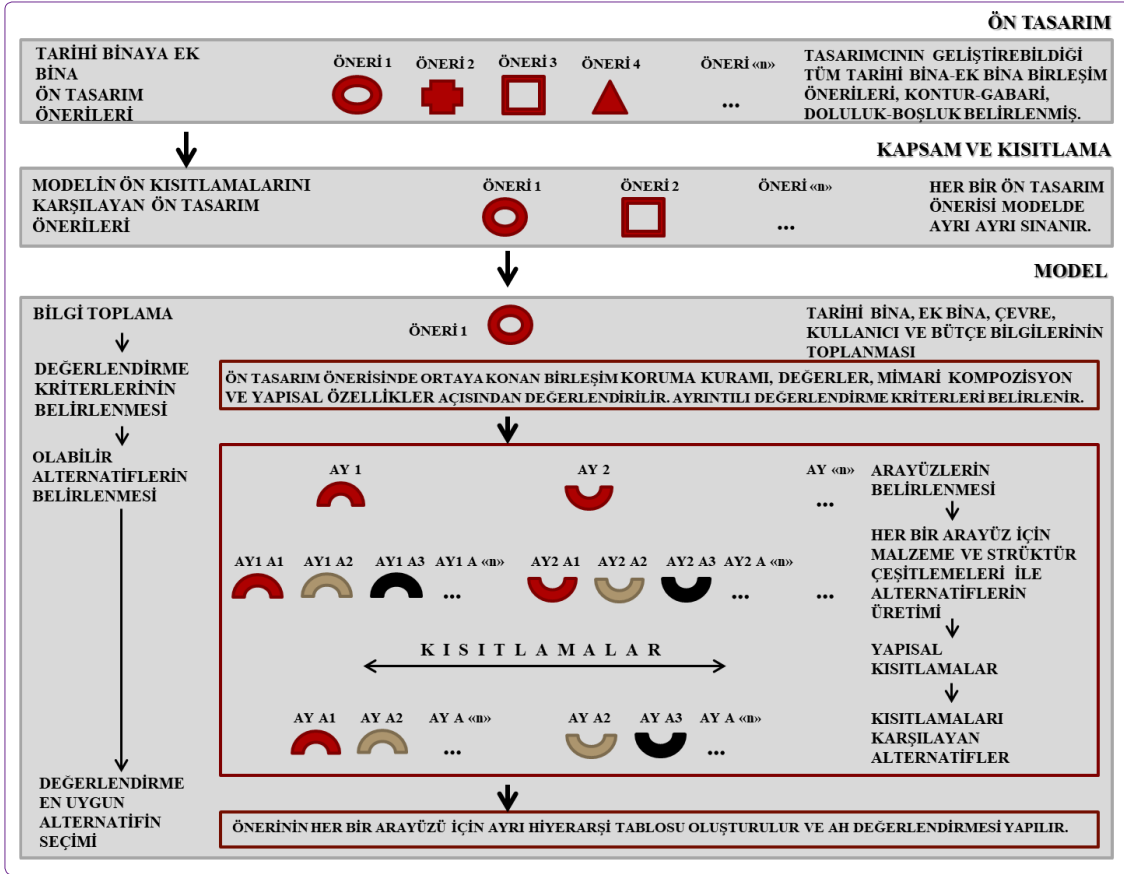 ÖN TASARIM
TARİHİ BİNAYA EK
BİNA
ÖN TASARIM
ÖNERİLERİ
ÖNERİ 1
ÖNERİ 2
ÖNERİ 3
ÖNERİ 4
ÖNERİ «n»
...
TASARIMCININ GELİŞTİREBİLDİĞİ
TÜM TARİHİ BİNA-EK BİNA BİRLEŞİM
ÖNERİLERİ, KONTUR-GABARİ,
DOLULUK-BOŞLUK BELİRLENMİŞ.
KAPSAM VE KISITLAMA
MODELİN ÖN KISITLAMALARINI
KARŞILAYAN ÖN TASARIM
ÖNERİLERİ
ÖNERİ 1
ÖNERİ 2
ÖNERİ «n»
...
HER BİR ÖN TASARIM
ÖNERİSİ MODELDE
AYRI AYRI SINANIR.
MODEL
BİLGİ TOPLAMA
ÖNERİ 1
TARİHİ BİNA, EK BİNA, ÇEVRE,
KULLANICI VE BÜTÇE BİLGİLERİNİN
TOPLANMASI
DEĞERLENDİRME
KRİTERLERİNİN
BELİRLENMESİ
ÖN TASARIM ÖNERİSİNDE ORTAYA KONAN BİRLEŞİM KORUMA KURAMI, DEĞERLER, MİMARİ KOMPOZİSYON
VE YAPISAL ÖZELLİKLER AÇISINDAN DEĞERLENDİRİLİR. AYRINTILI DEĞERLENDİRME KRİTERLERİ BELİRLENİR.
OLABİLİR
ALTERNATİFLERİN
BELİRLENMESİ
AY 1
AY 2
AY «n»
...
ARAYÜZLERİN
BELİRLENMESİ
AY1 A1
AY1 A2
AY1 A3
AY1 A «n»
...
AY2 A1
AY2 A2
AY2 A3
AY2 A «n»
...
...
HER BİR ARAYÜZ İÇİN
MALZEME VE STRÜKTÜR
ÇEŞİTLEMELERİ İLE
ALTERNATİFLERİN
ÜRETİMİ
KISITLAMALAR
YAPISAL
KISITLAMALAR
AY A1
AY A2
AY A «n»
...
AY A2
AY A3
AY A «n»
...
KISITLAMALARI
KARŞILAYAN
ALTERNATİFLER
DEĞERLENDİRME
EN UYGUN
ALTERNATİFİN
SEÇİMİ
ÖNERİNİN HER BİR ARAYÜZÜ İÇİN AYRI HİYERARŞİ TABLOSU OLUŞTURULUR VE AH DEĞERLENDİRMESİ YAPILIR.